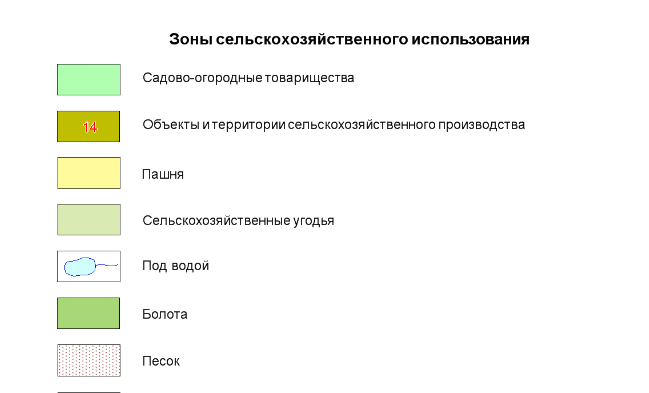 Зоны сельскохозяйственного использования
Садово-огородные товарищества
14
Объекты и территории сельскохозяйственного производства
Пашня
Сельскохозяйственные угодья
Под водой
Болота
Песок